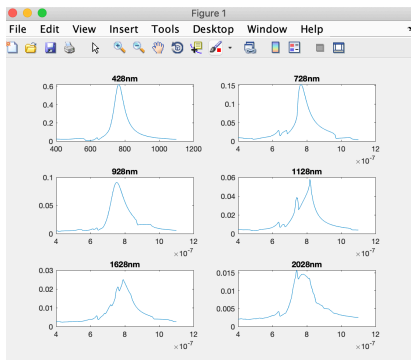 Figure 1
File Edit View Insert Tools Desktop Window Help
428nm
0.6
0.4
0.2
0
400 600 800 1000 1200
728nm
0.15
0.1
0.05
0
4 6 8 10 12
×10⁻⁷
928nm
0.1
0.05
0
4 6 8 10 12
×10⁻⁷
1128nm
0.06
0.04
0.02
0
4 6 8 10 12
×10⁻⁷
1628nm
0.03
0.02
0.01
0
4 6 8 10 12
×10⁻⁷
2028nm
0.015
0.01
0.005
0
4 6 8 10 12
×10⁻⁷